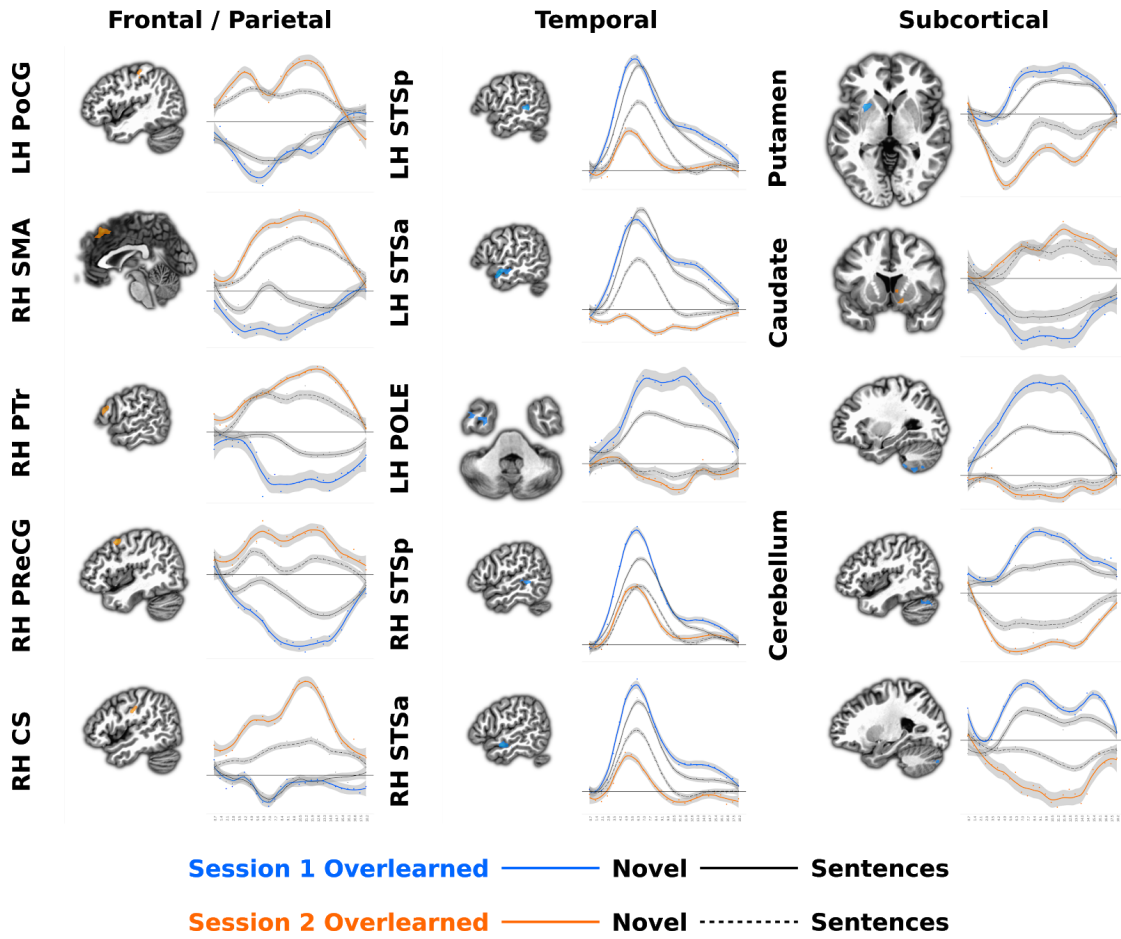 Frontal / Parietal
Temporal
Subcortical
LH PoCG
LH STSp
Putamen
RH SMA
LH STSa
Caudate
RH PTr
LH POLE
RH PReCG
RH STSp
Cerebellum
RH CS
RH STSa
Session 1 Overlearned Novel Sentences
Session 2 Overlearned Novel Sentences